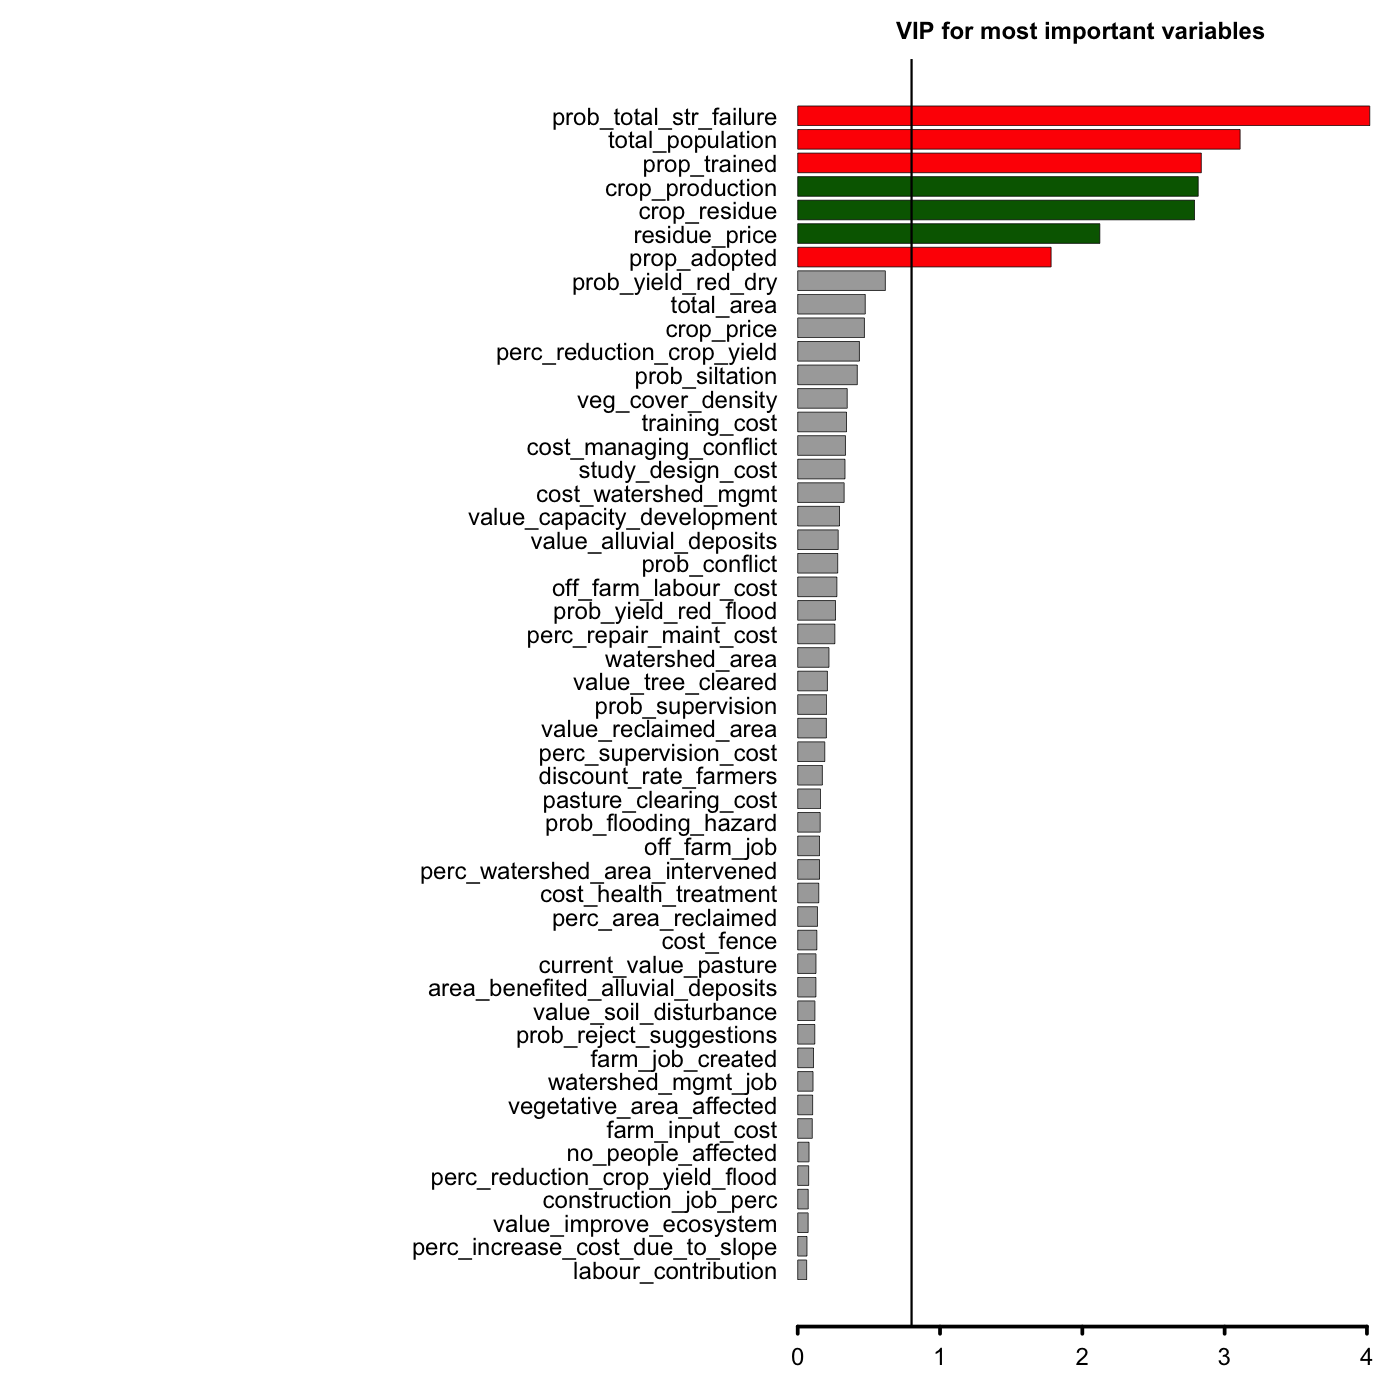 VIP for most important variables
prob_total_str_failure
total_population
prop_trained
crop_production
crop_residue
residue_price
prop_adopted
prob_yield_red_dry
total_area
crop_price
perc_reduction_crop_yield
prob_siltation
veg_cover_density
training_cost
cost_managing_conflict
study_design_cost
cost_watershed_mgmt
value_capacity_development
value_alluvial_deposits
prob_conflict
off_farm_labour_cost
prob_yield_red_flood
perc_repair_maint_cost
watershed_area
value_tree_cleared
prob_supervision
value_reclaimed_area
perc_supervision_cost
discount_rate_farmers
pasture_clearing_cost
prob_flooding_hazard
off_farm_job
perc_watershed_area_intervened
cost_health_treatment
perc_area_reclaimed
cost_fence
current_value_pasture
area_benefited_alluvial_deposits
value_soil_disturbance
prob_reject_suggestions
farm_job_created
watershed_mgmt_job
vegetative_area_affected
farm_input_cost
no_people_affected
perc_reduction_crop_yield_flood
construction_job_perc
value_improve_ecosystem
perc_increase_cost_due_to_slope
labour_contribution
0 1 2 3 4